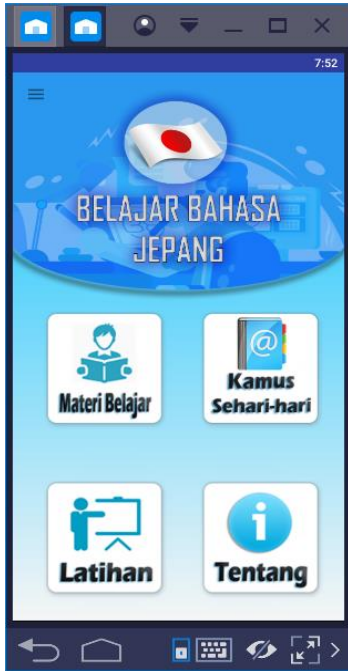 7:52
BELAJAR BAHASA
JEPANG
Materi Belajar
Kamus
Sehari-hari
Latihan
Tentang